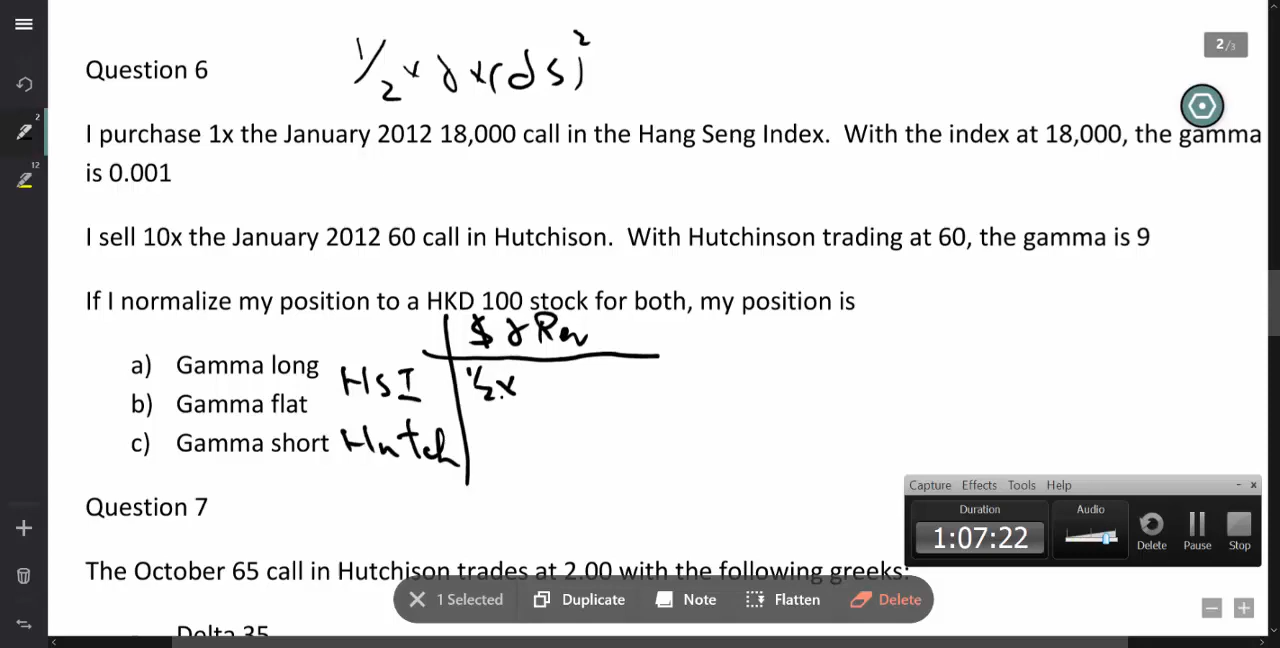 2/3
Question 6
1/2 x γ x (ds)²
2
I purchase 1x the January 2012 18,000 call in the Hang Seng Index. With the index at 18,000, the gamma
is 0.001
12
I sell 10x the January 2012 60 call in Hutchison. With Hutchinson trading at 60, the gamma is 9
If I normalize my position to a HKD 100 stock for both, my position is
$ γ Rev
a) Gamma long
HSI ½ x
b) Gamma flat
c) Gamma short
Hutch
Capture Effects Tools Help
Duration
Audio
1:07:22
Delete Pause Stop
Question 7
The October 65 call in Hutchison trades at 2.00 with the following greeks:
1 Selected Duplicate Note Flatten Delete
Delta 35